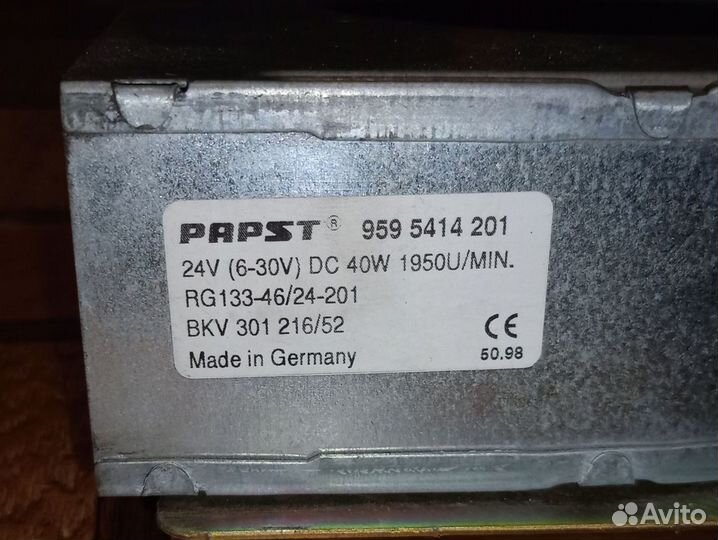 PAPST® 959 5414 201
24V (6-30V) DC 40W 1950U/MIN.
RG133-46/24-201
BKV 301 216/52 CE
Made in Germany 50.98
Avito